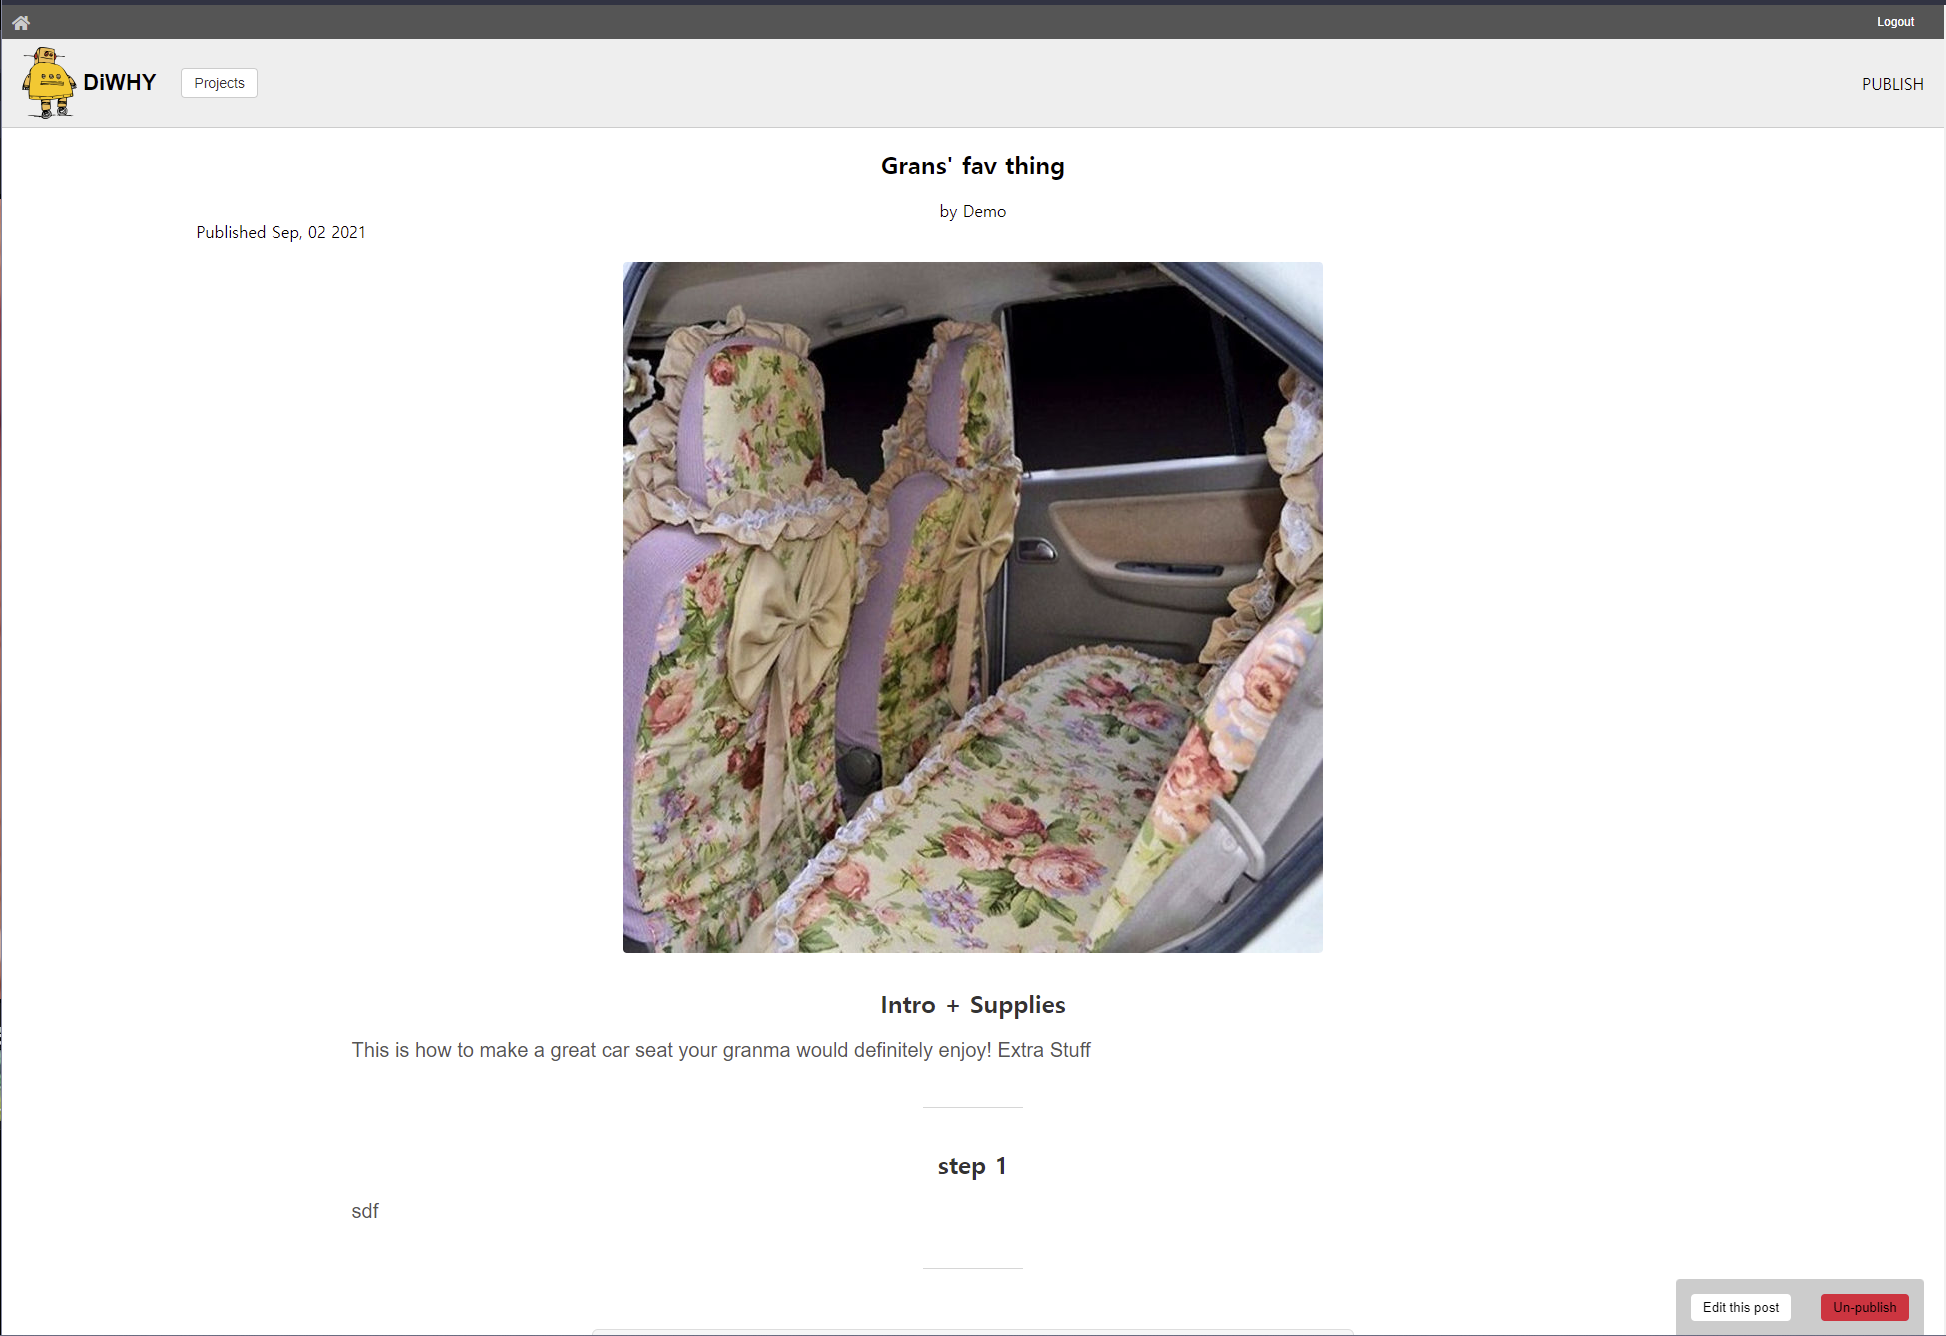 Logout
DiWHY
Projects
PUBLISH
Grans' fav thing
by Demo
Published Sep, 02 2021
Intro + Supplies
This is how to make a great car seat your granma would definitely enjoy! Extra Stuff
step 1
sdf
Edit this post
Un-publish